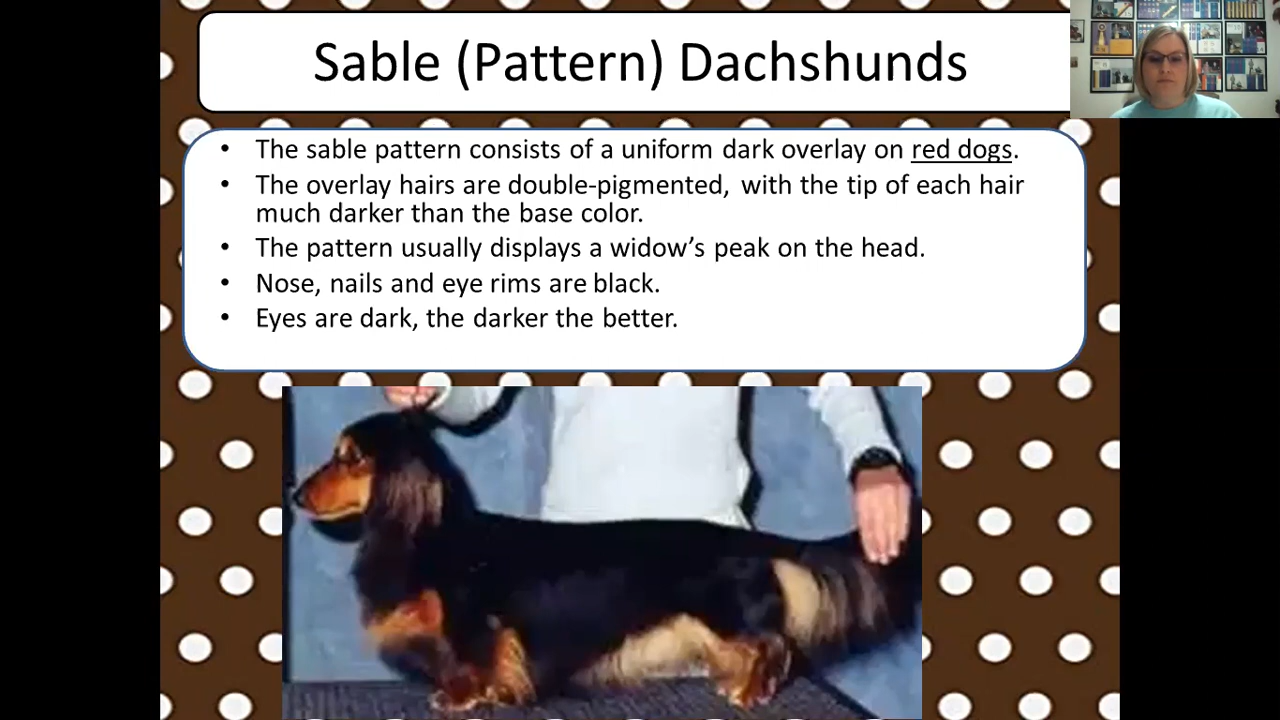 Sable (Pattern) Dachshunds
• The sable pattern consists of a uniform dark overlay on red dogs.
• The overlay hairs are double-pigmented, with the tip of each hair
much darker than the base color.
• The pattern usually displays a widow’s peak on the head.
• Nose, nails and eye rims are black.
• Eyes are dark, the darker the better.